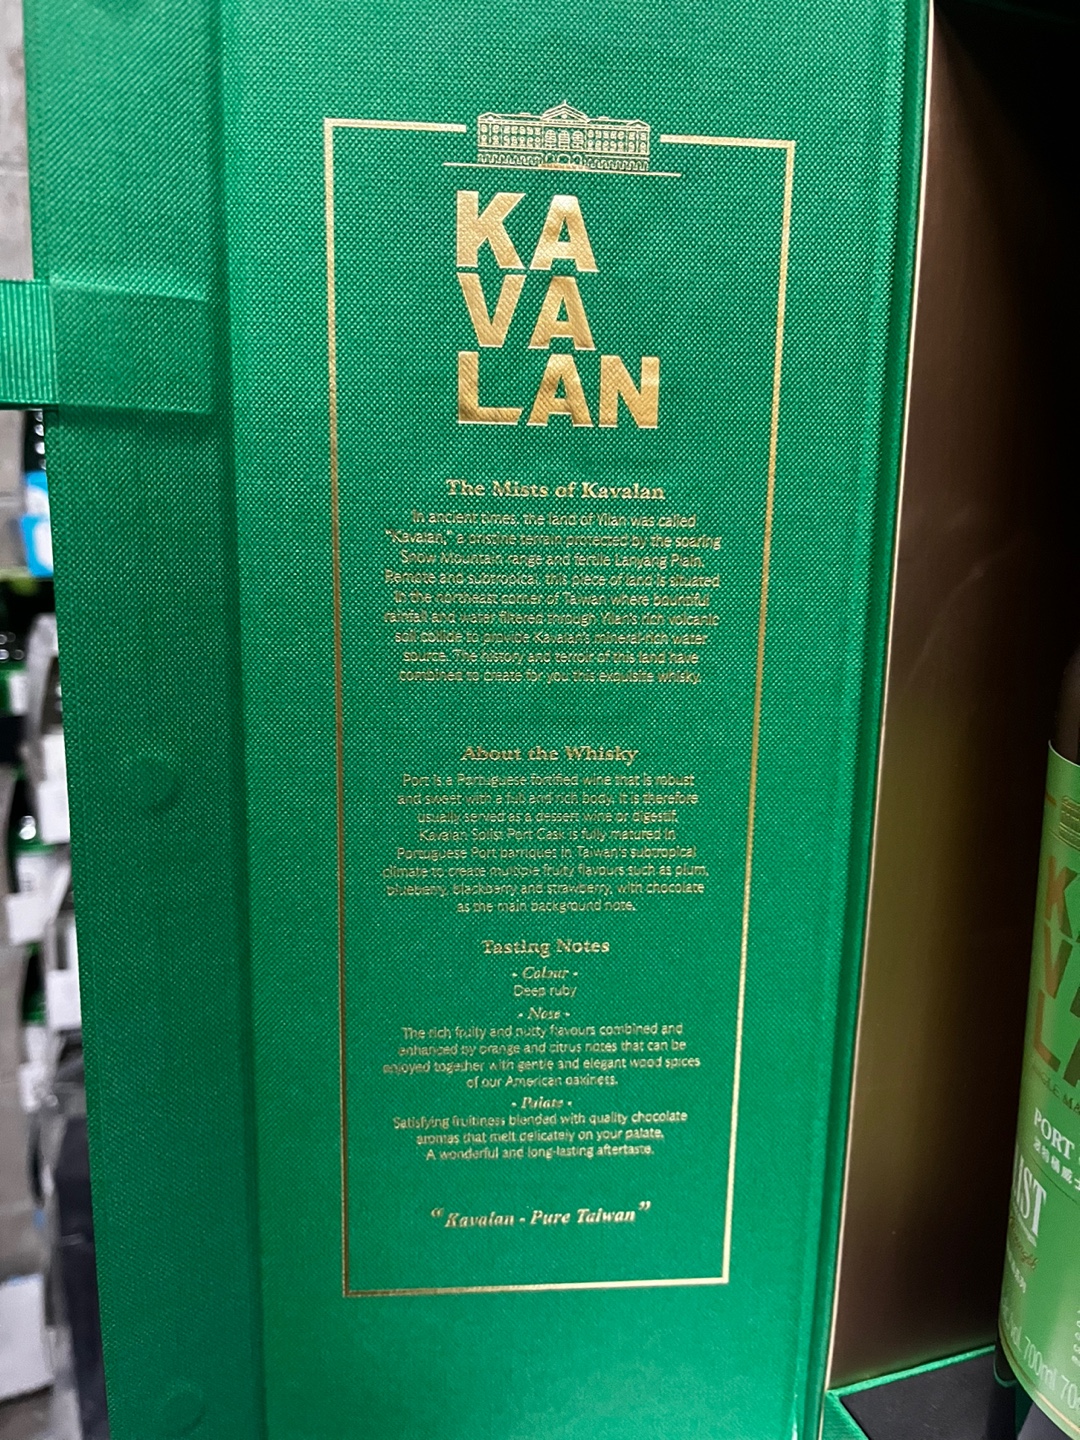 KA
VA
LAN
The Mists of Kavalan
In ancient times, the land of Yilan was called
"Kavalan," a pristine terrain protected by the soaring
Snow Mountain range and fertile Lanyang Plain.
Remote and subtropical, this piece of land is situated
in the northeast corner of Taiwan where bountiful
rainfall and water filtered through Yilan's rich volcanic
soil collide to provide Kavalan's mineral-rich water
source. The history and terroir of this land have
combined to create for you this exquisite whisky.
About the Whisky
Port is a Portuguese fortified wine that is robust
and sweet with a full and rich body. It is therefore
usually served as a dessert wine or digestif.
Kavalan Solist Port Cask is fully matured in
Portuguese Port barriques in Taiwan's subtropical
climate to create multiple fruity flavours such as plum,
blueberry, blackberry and strawberry, with chocolate
as the main background note.
Tasting Notes
- Colour -
Deep ruby
- Nose -
The rich fruity and nutty flavours combined and
enhanced by orange and citrus notes that can be
enjoyed together with gentle and elegant wood spices
of our American oakiness.
- Palate -
Satisfying fruitiness blended with quality chocolate
aromas that melt delicately on your palate.
A wonderful and long-lasting aftertaste.
"Kavalan - Pure Taiwan"
PORT
700ml